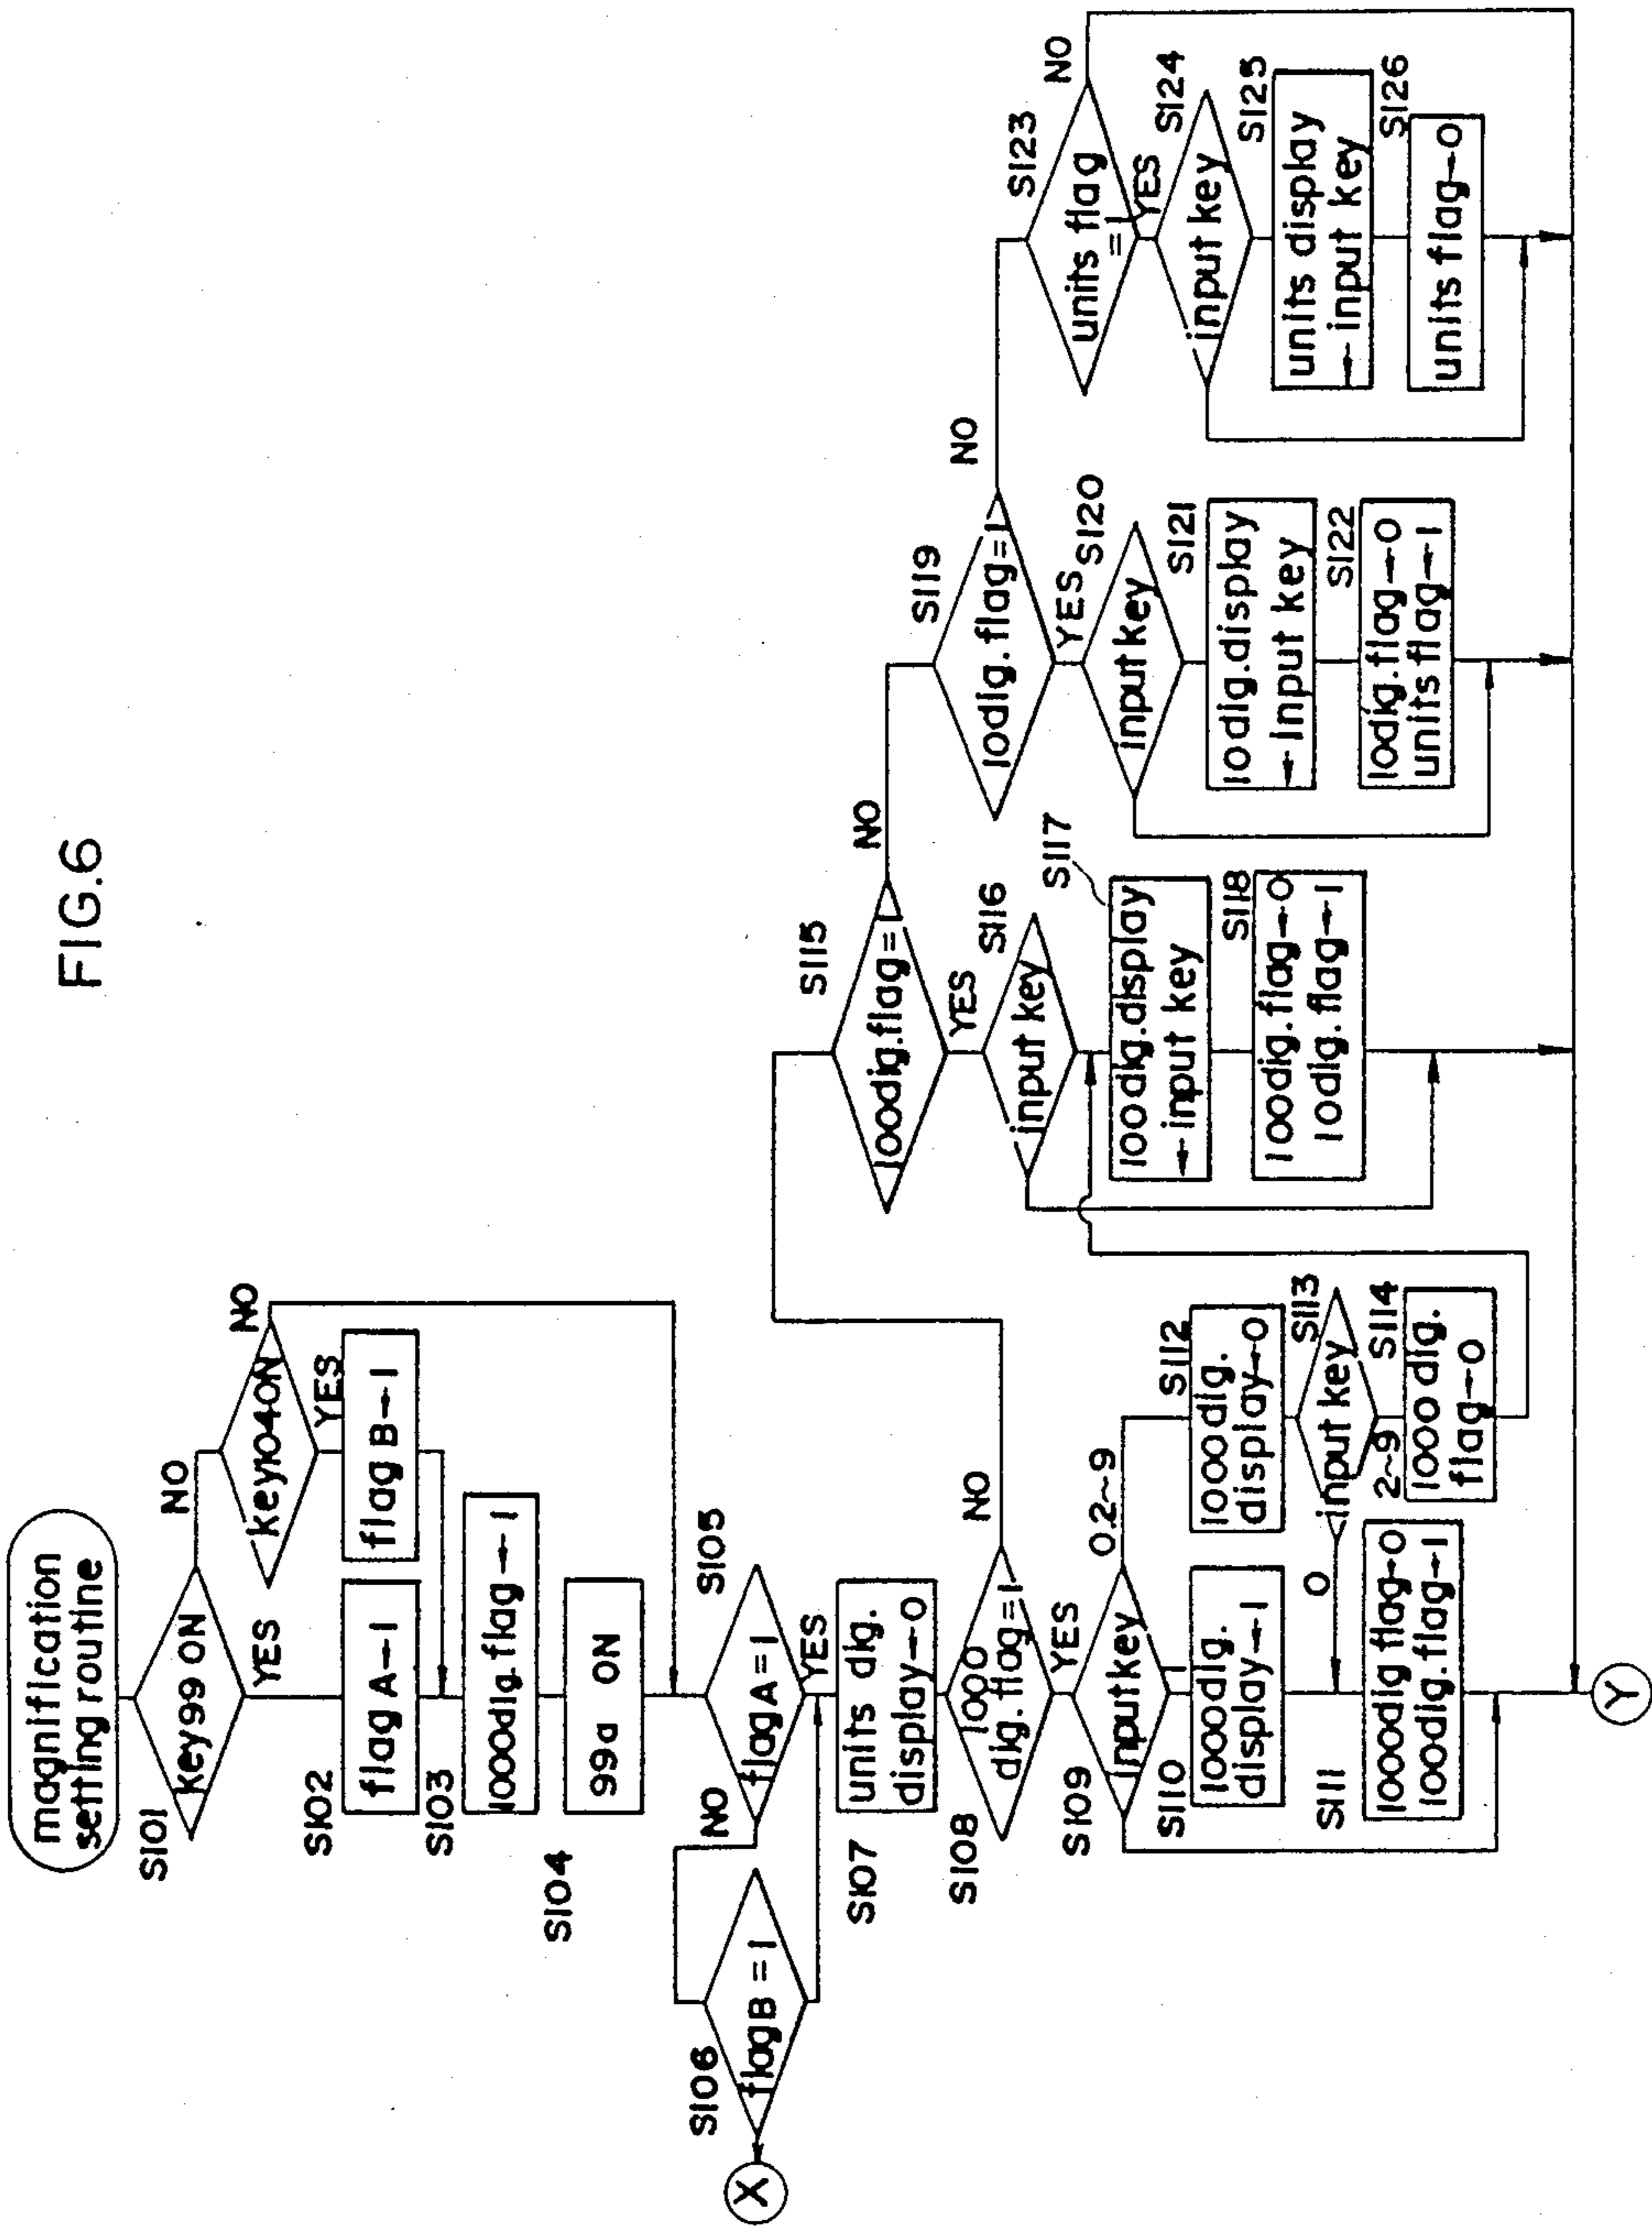 FIG.6
magnification
setting routine
S101
key99 ON
NO
YES
key104ON
NO
YES
S102
flag A→1
flag B→1
S103
1000dig.flag←1
S104
99a ON
S105
flagA=1
NO
YES
S106
flagB=1
X
S107
units dig.
display→0
S108
1000
dig.flag=1
NO
YES
S109
inputkey
0.2~9
1
S110
1000dig.
display→1
S111
1000dig flag→0
100dig.flag→1
S112
1000dig.
display→0
S113
input key
0
2~9
S114
1000 dig.
flag→0
S115
100dig.flag=1
NO
YES
S116
input key
S117
100dig.display
←input key
S118
100dig.flag→0
10dig.flag→1
S119
10dig.flag=1
NO
YES
S120
input key
S121
10dig.display
←input key
S122
10dig.flag→0
units flag→1
S123
units flag
=1
NO
YES
S124
input key
S125
units display
←input key
S126
units flag→0
Y